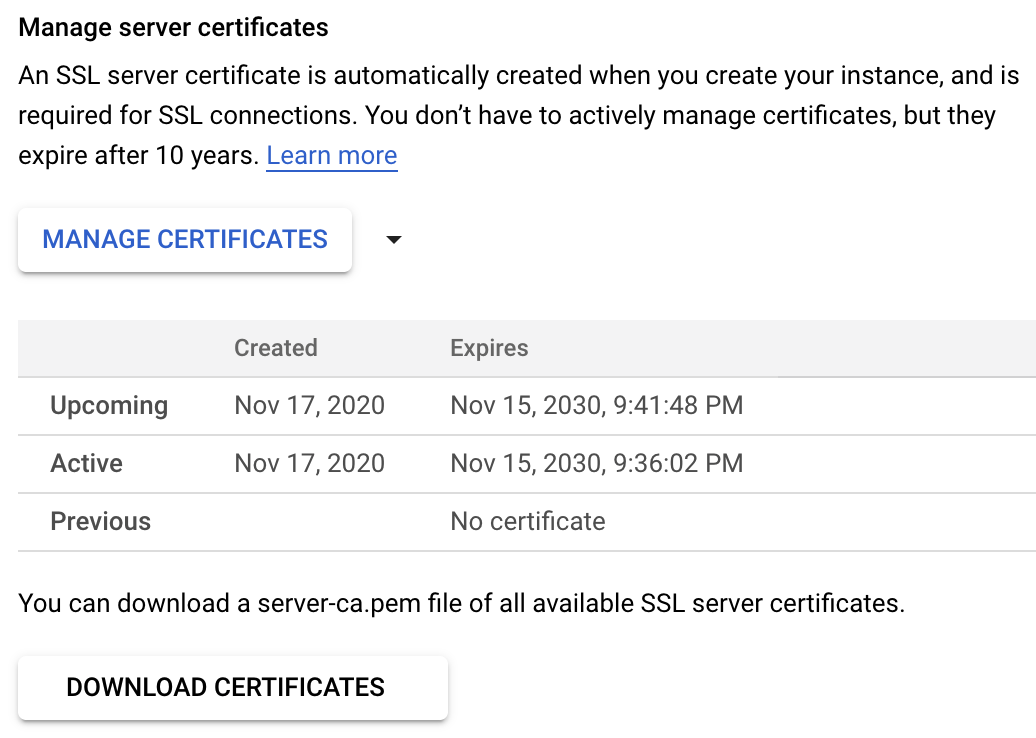 Manage server certificates
An SSL server certificate is automatically created when you create your instance, and is
required for SSL connections. You don’t have to actively manage certificates, but they
expire after 10 years. Learn more
MANAGE CERTIFICATES
Created Expires
Upcoming Nov 17, 2020 Nov 15, 2030, 9:41:48 PM
Active Nov 17, 2020 Nov 15, 2030, 9:36:02 PM
Previous No certificate
You can download a server-ca.pem file of all available SSL server certificates.
DOWNLOAD CERTIFICATES